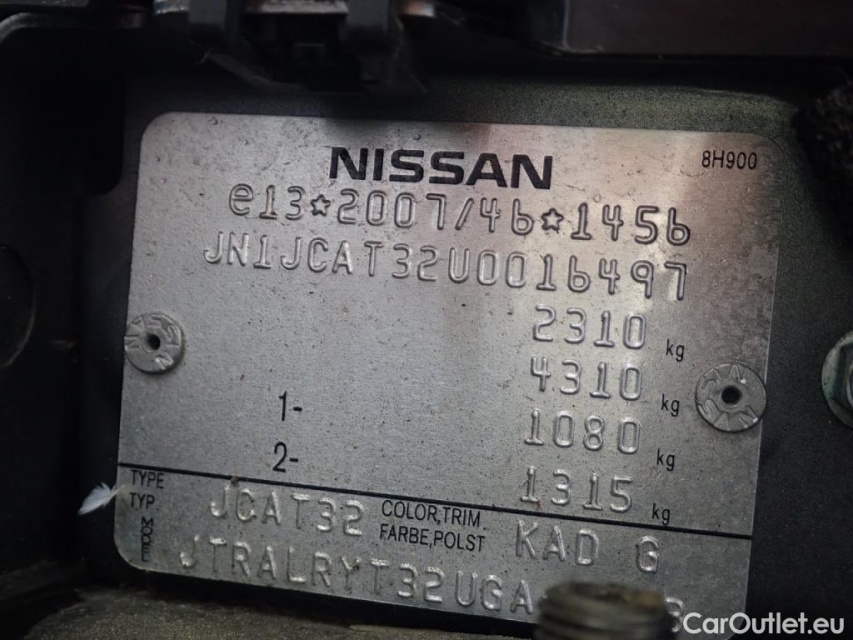 NISSAN 8H900
e13*2007/46*1456
JN1JCAT32U0016497
2310 kg
4310 kg
1- 1080 kg
2- 1315 kg
TYPE
TYP JCAT32 COLOR,TRIM. KAD G
FARBE,POLST
MODELE JTRALRYT32UGA
CarOutlet.eu